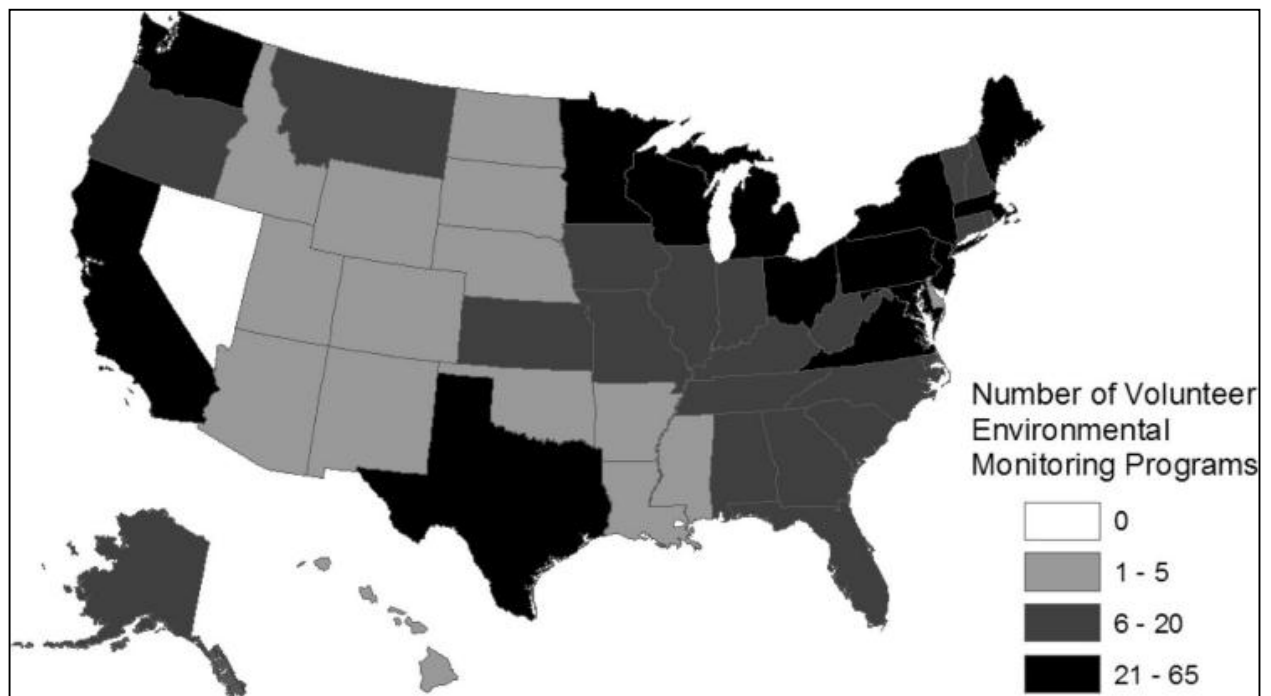 Number of Volunteer
Environmental
Monitoring Programs
0
1 - 5
6 - 20
21 - 65